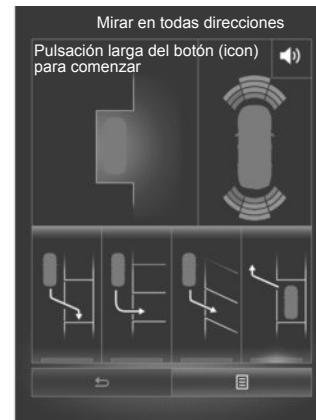 Mirar en todas direcciones
Pulsación larga del botón (icon)
para comenzar